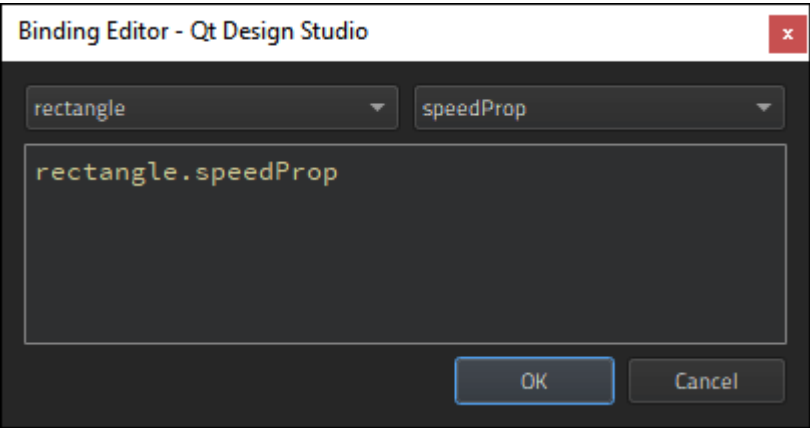 Binding Editor - Qt Design Studio
x
rectangle speedProp
rectangle.speedProp
OK Cancel